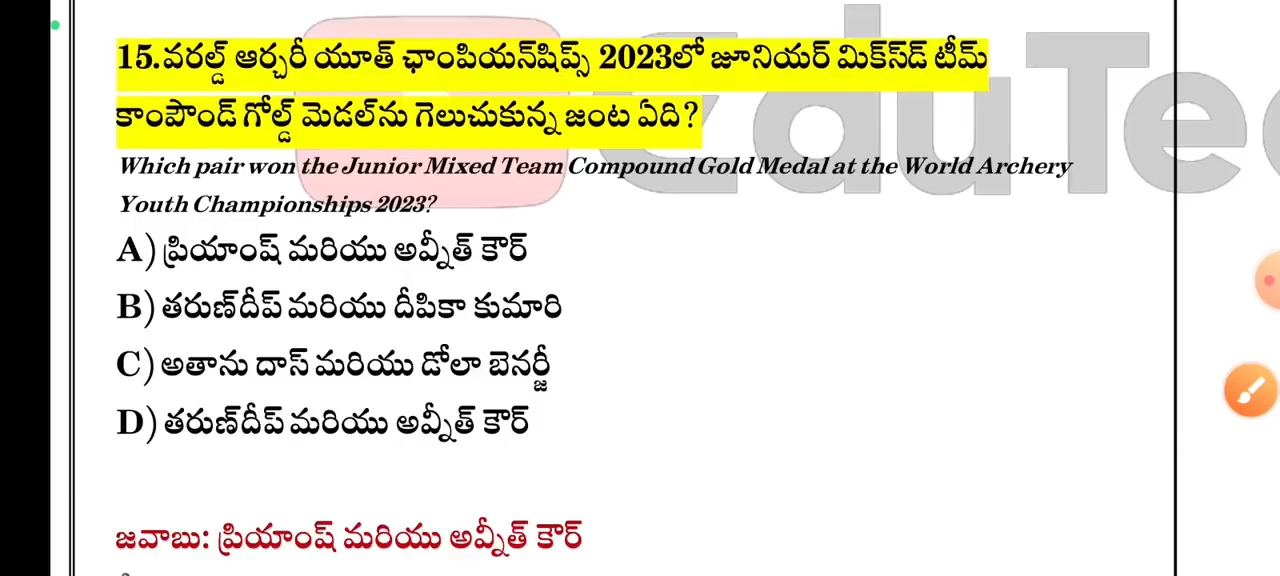 15.వరల్డ్ ఆర్చరీ యూత్ ఛాంపియన్‌షిప్స్ 2023లో జూనియర్ మిక్స్‌డ్ టీమ్
కాంపౌండ్ గోల్డ్ మెడల్‌ను గెలుచుకున్న జంట ఏది?
Which pair won the Junior Mixed Team Compound Gold Medal at the World Archery
Youth Championships 2023?
A) ప్రియాంష్ మరియు అవ్నీత్ కౌర్
B) తరుణ్‌దీప్ మరియు దీపికా కుమారి
C) అతాను దాస్ మరియు డోలా బెనర్జీ
D) తరుణ్‌దీప్ మరియు అవ్నీత్ కౌర్
జవాబు: ప్రియాంష్ మరియు అవ్నీత్ కౌర్